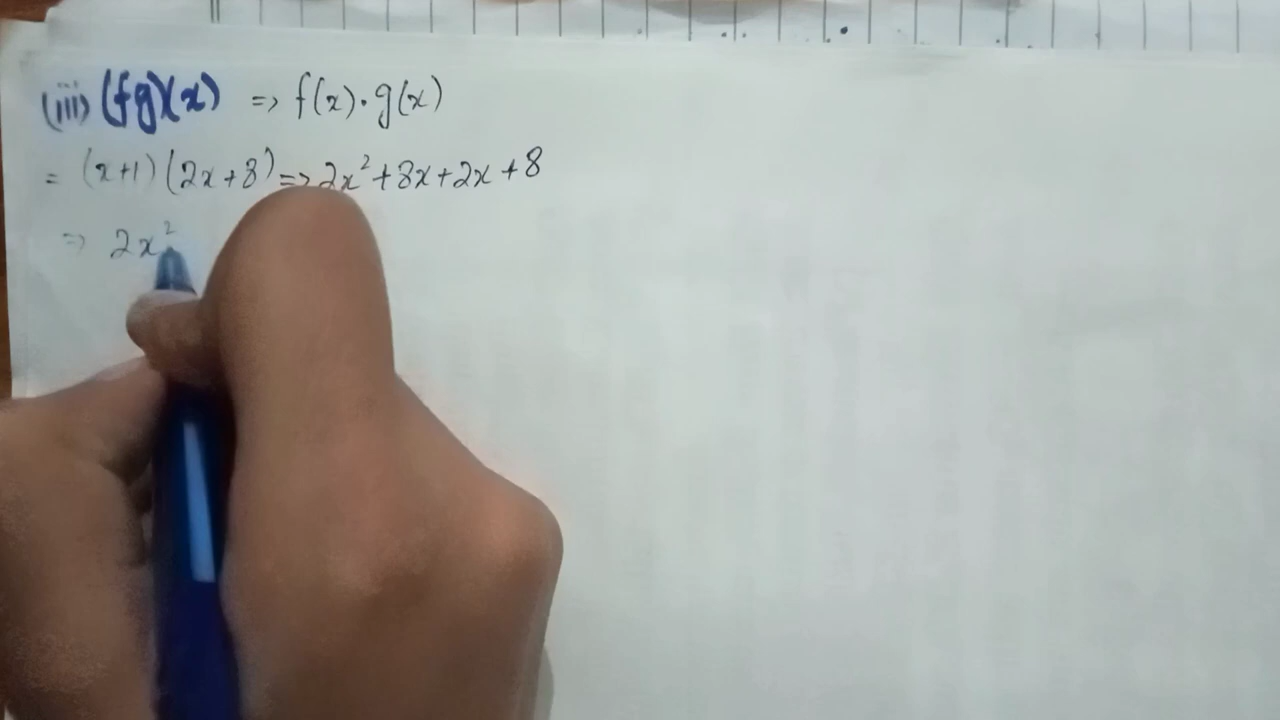 (iii) (fg)(x) => f(x)·g(x)
= (x+1)(2x+8) => 2x²+8x+2x+8
=> 2x²